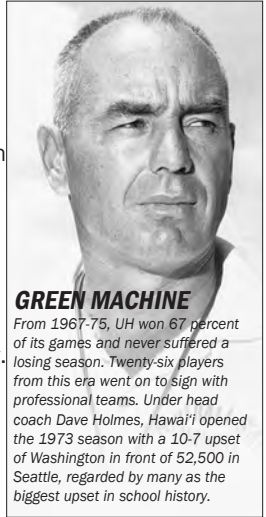 GREEN MACHINE
From 1967-75, UH won 67 percent
of its games and never suffered a
losing season. Twenty-six players
from this era went on to sign with
professional teams. Under head
coach Dave Holmes, Hawai‘i opened
the 1973 season with a 10-7 upset
of Washington in front of 52,500 in
Seattle, regarded by many as the
biggest upset in school history.